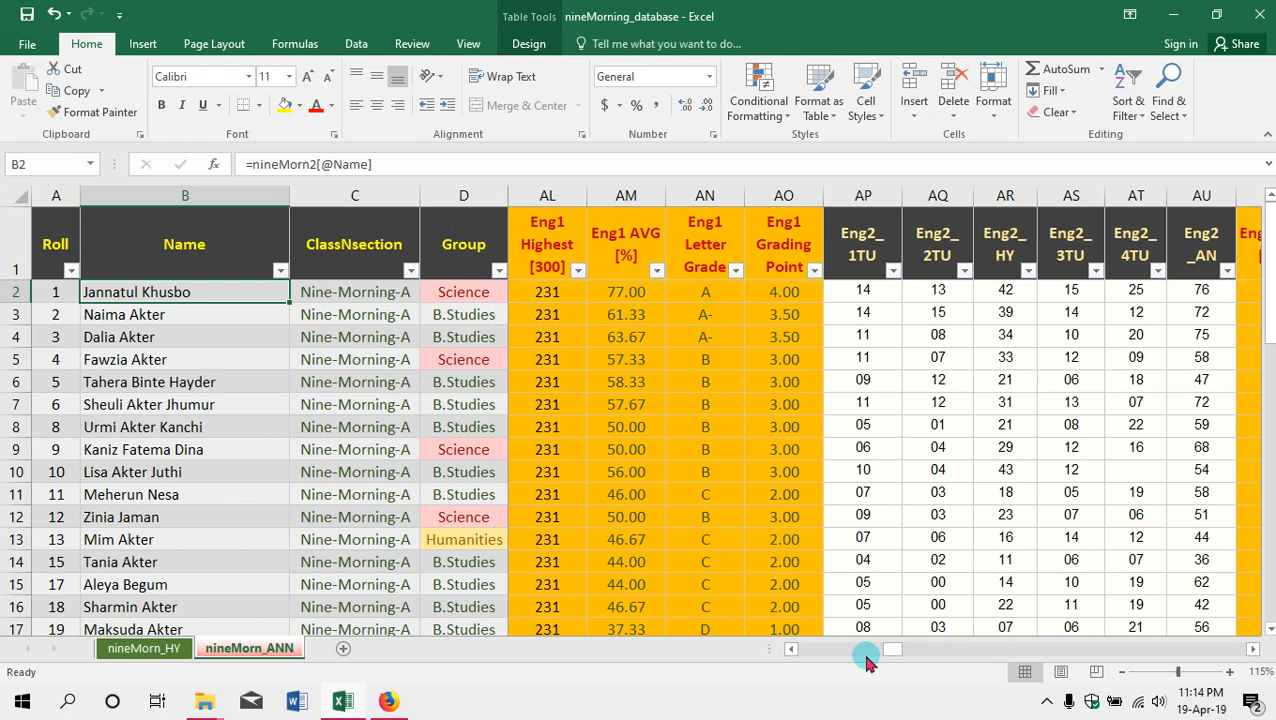 Table Tools
nineMorning_database - Excel
File Home Insert Page Layout Formulas Data Review View Design Tell me what you want to do... Sign in Share
Paste
Cut
Copy
Format Painter
Clipboard
Calibri 11
B I U
Font
Wrap Text
Merge & Center
Alignment
General
$ % ,
Number
Conditional Formatting
Format as Table
Cell Styles
Styles
Insert Delete Format
Cells
AutoSum
Fill
Clear
Sort & Filter
Find & Select
Editing
B2 fx =nineMorn2[@Name]
A B C D AL AM AN AO AP AQ AR AS AT AU
1 Roll Name ClassNsection Group Eng1 Highest [300] Eng1 AVG [%] Eng1 Letter Grade Eng1 Grading Point Eng2_1TU Eng2_2TU Eng2_HY Eng2_3TU Eng2_4TU Eng2_AN
2 1 Jannatul Khusbo Nine-Morning-A Science 231 77.00 A 4.00 14 13 42 15 25 76
3 2 Naima Akter Nine-Morning-A B.Studies 231 61.33 A- 3.50 14 15 39 14 12 72
4 3 Dalia Akter Nine-Morning-A B.Studies 231 63.67 A- 3.50 11 08 34 10 20 75
5 4 Fawzia Akter Nine-Morning-A Science 231 57.33 B 3.00 11 07 33 12 09 58
6 5 Tahera Binte Hayder Nine-Morning-A B.Studies 231 58.33 B 3.00 09 12 21 06 18 47
7 6 Sheuli Akter Jhumur Nine-Morning-A B.Studies 231 57.67 B 3.00 11 12 31 13 07 72
8 8 Urmi Akter Kanchi Nine-Morning-A B.Studies 231 50.00 B 3.00 05 01 21 08 22 59
9 9 Kaniz Fatema Dina Nine-Morning-A Science 231 50.00 B 3.00 06 04 29 12 16 68
10 10 Lisa Akter Juthi Nine-Morning-A B.Studies 231 56.00 B 3.00 10 04 43 12 54
11 11 Meherun Nesa Nine-Morning-A B.Studies 231 46.00 C 2.00 07 03 18 05 19 58
12 12 Zinia Jaman Nine-Morning-A Science 231 50.00 B 3.00 09 03 23 07 06 51
13 13 Mim Akter Nine-Morning-A Humanities 231 46.67 C 2.00 07 06 16 14 12 44
14 15 Tania Akter Nine-Morning-A B.Studies 231 44.00 C 2.00 04 02 11 06 07 36
15 17 Aleya Begum Nine-Morning-A B.Studies 231 44.00 C 2.00 05 00 14 10 19 62
16 18 Sharmin Akter Nine-Morning-A B.Studies 231 46.67 C 2.00 05 00 22 11 19 42
17 19 Maksuda Akter Nine-Morning-A B.Studies 231 37.33 D 1.00 08 03 07 06 21 56
nineMorn_HY nineMorn_ANN
Ready 115%
11:14 PM
19-Apr-19
2